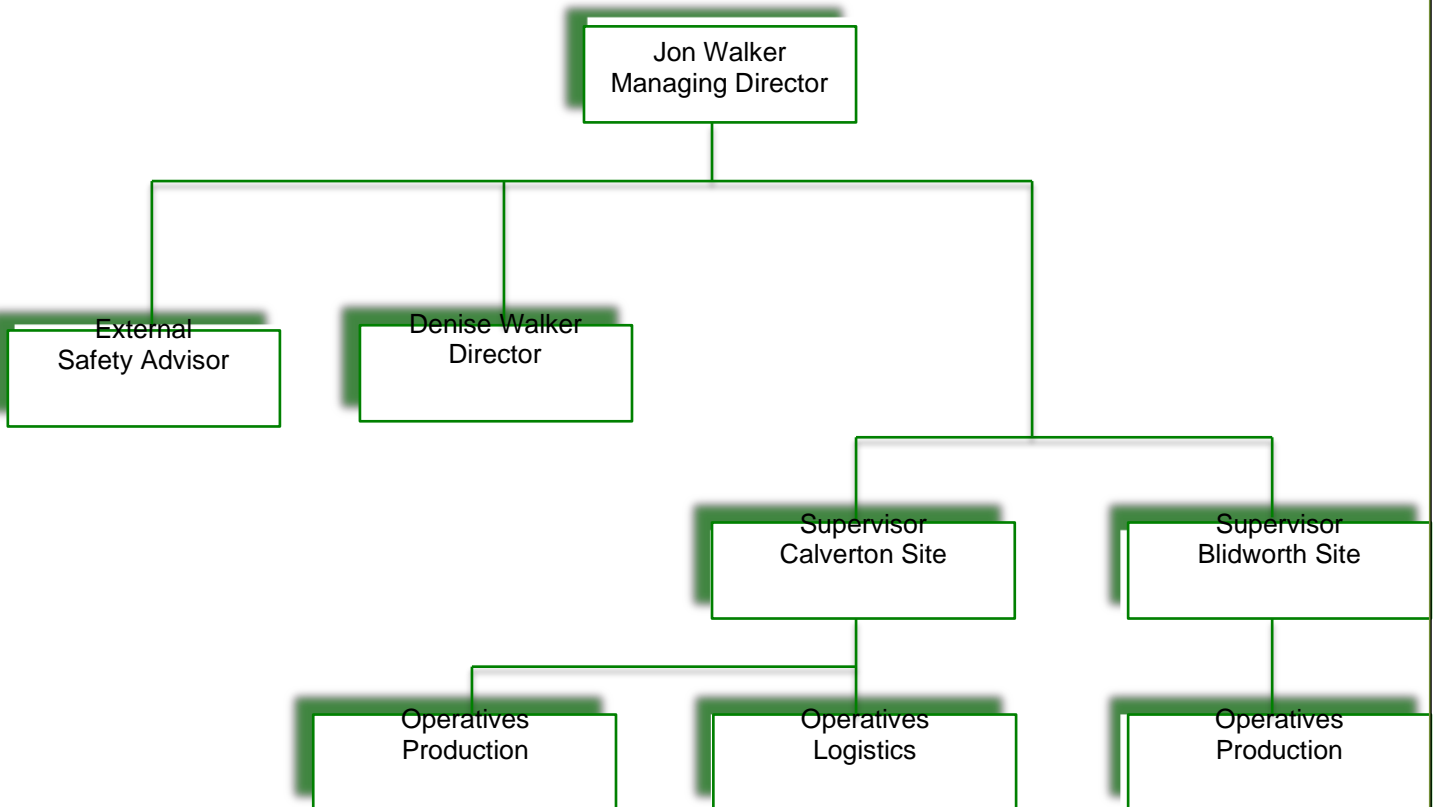 Jon Walker
Managing Director
External
Safety Advisor
Denise Walker
Director
Supervisor
Calverton Site
Supervisor
Blidworth Site
Operatives
Production
Operatives
Logistics
Operatives
Production